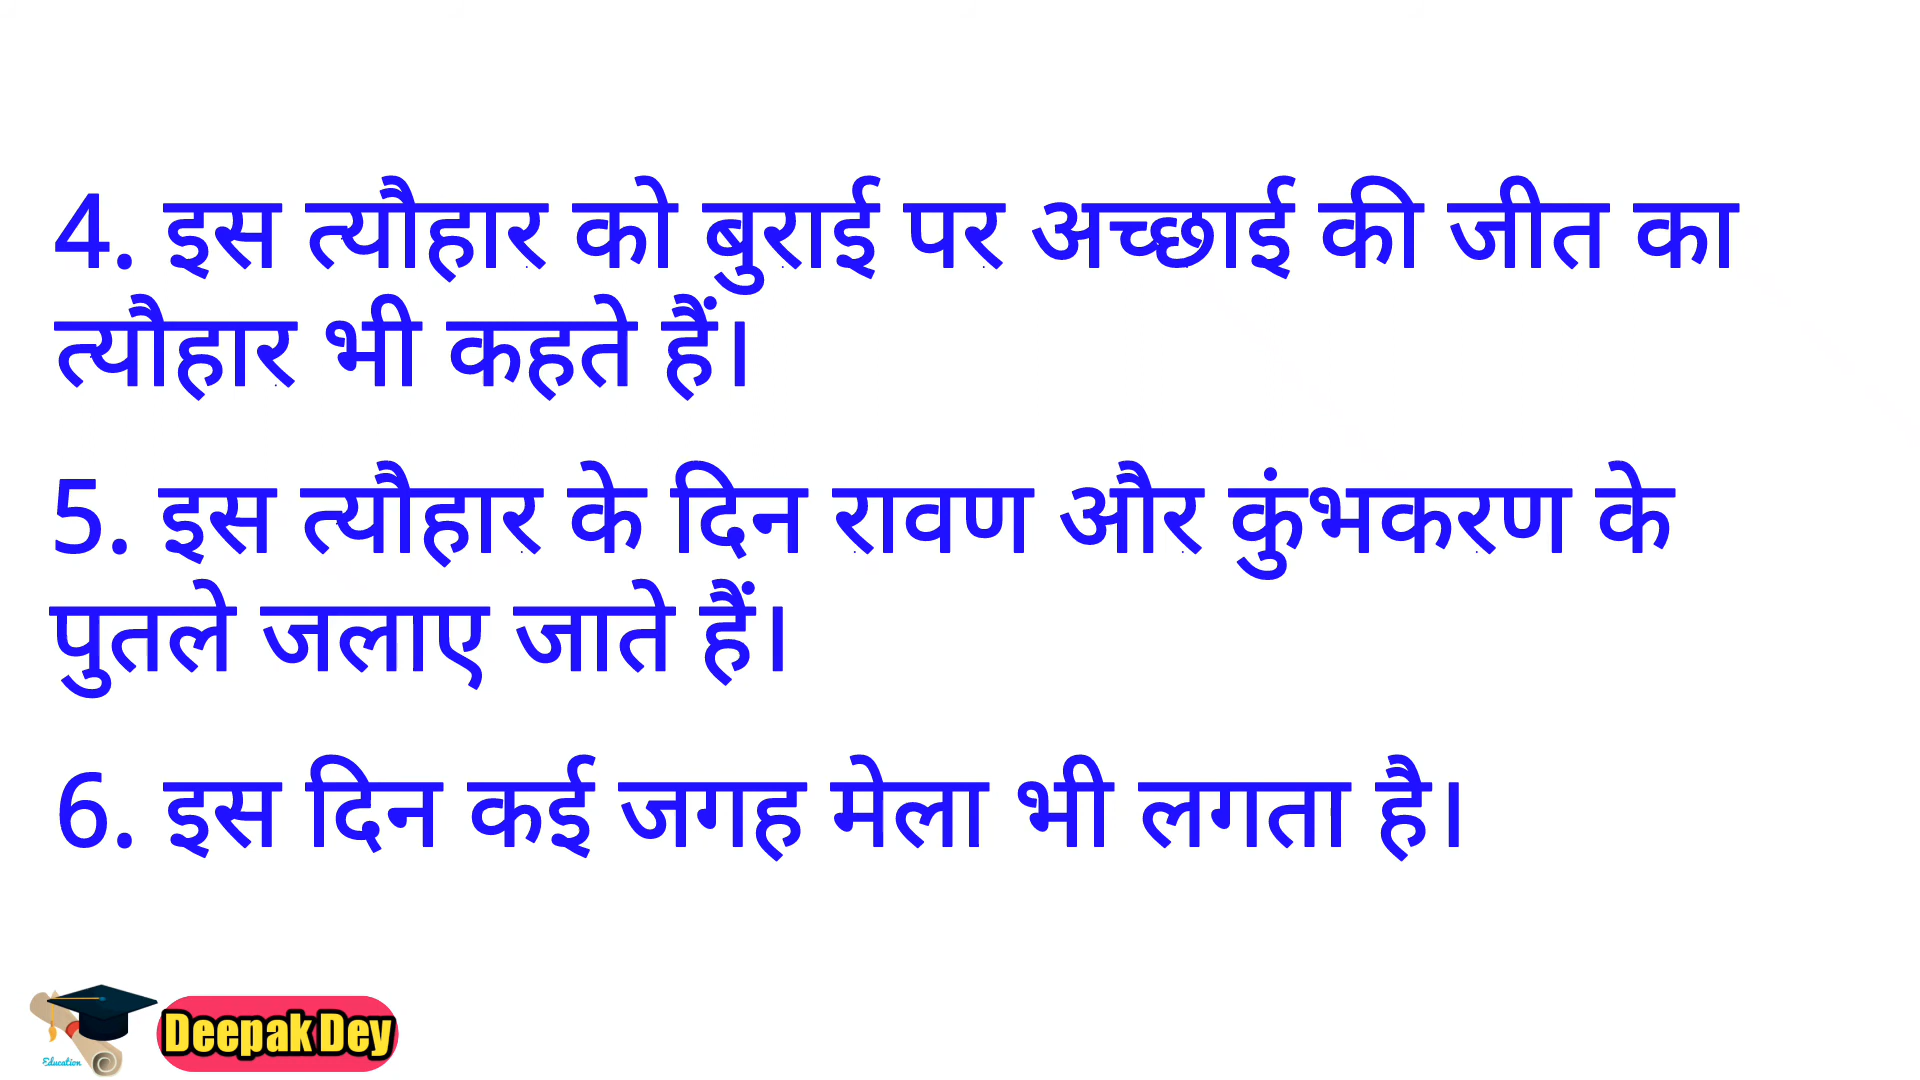 4. इस त्यौहार को बुराई पर अच्छाई की जीत का
त्यौहार भी कहते हैं।
5. इस त्यौहार के दिन रावण और कुंभकरण के
पुतले जलाए जाते हैं।
6. इस दिन कई जगह मेला भी लगता है।
Education
Deepak Dey